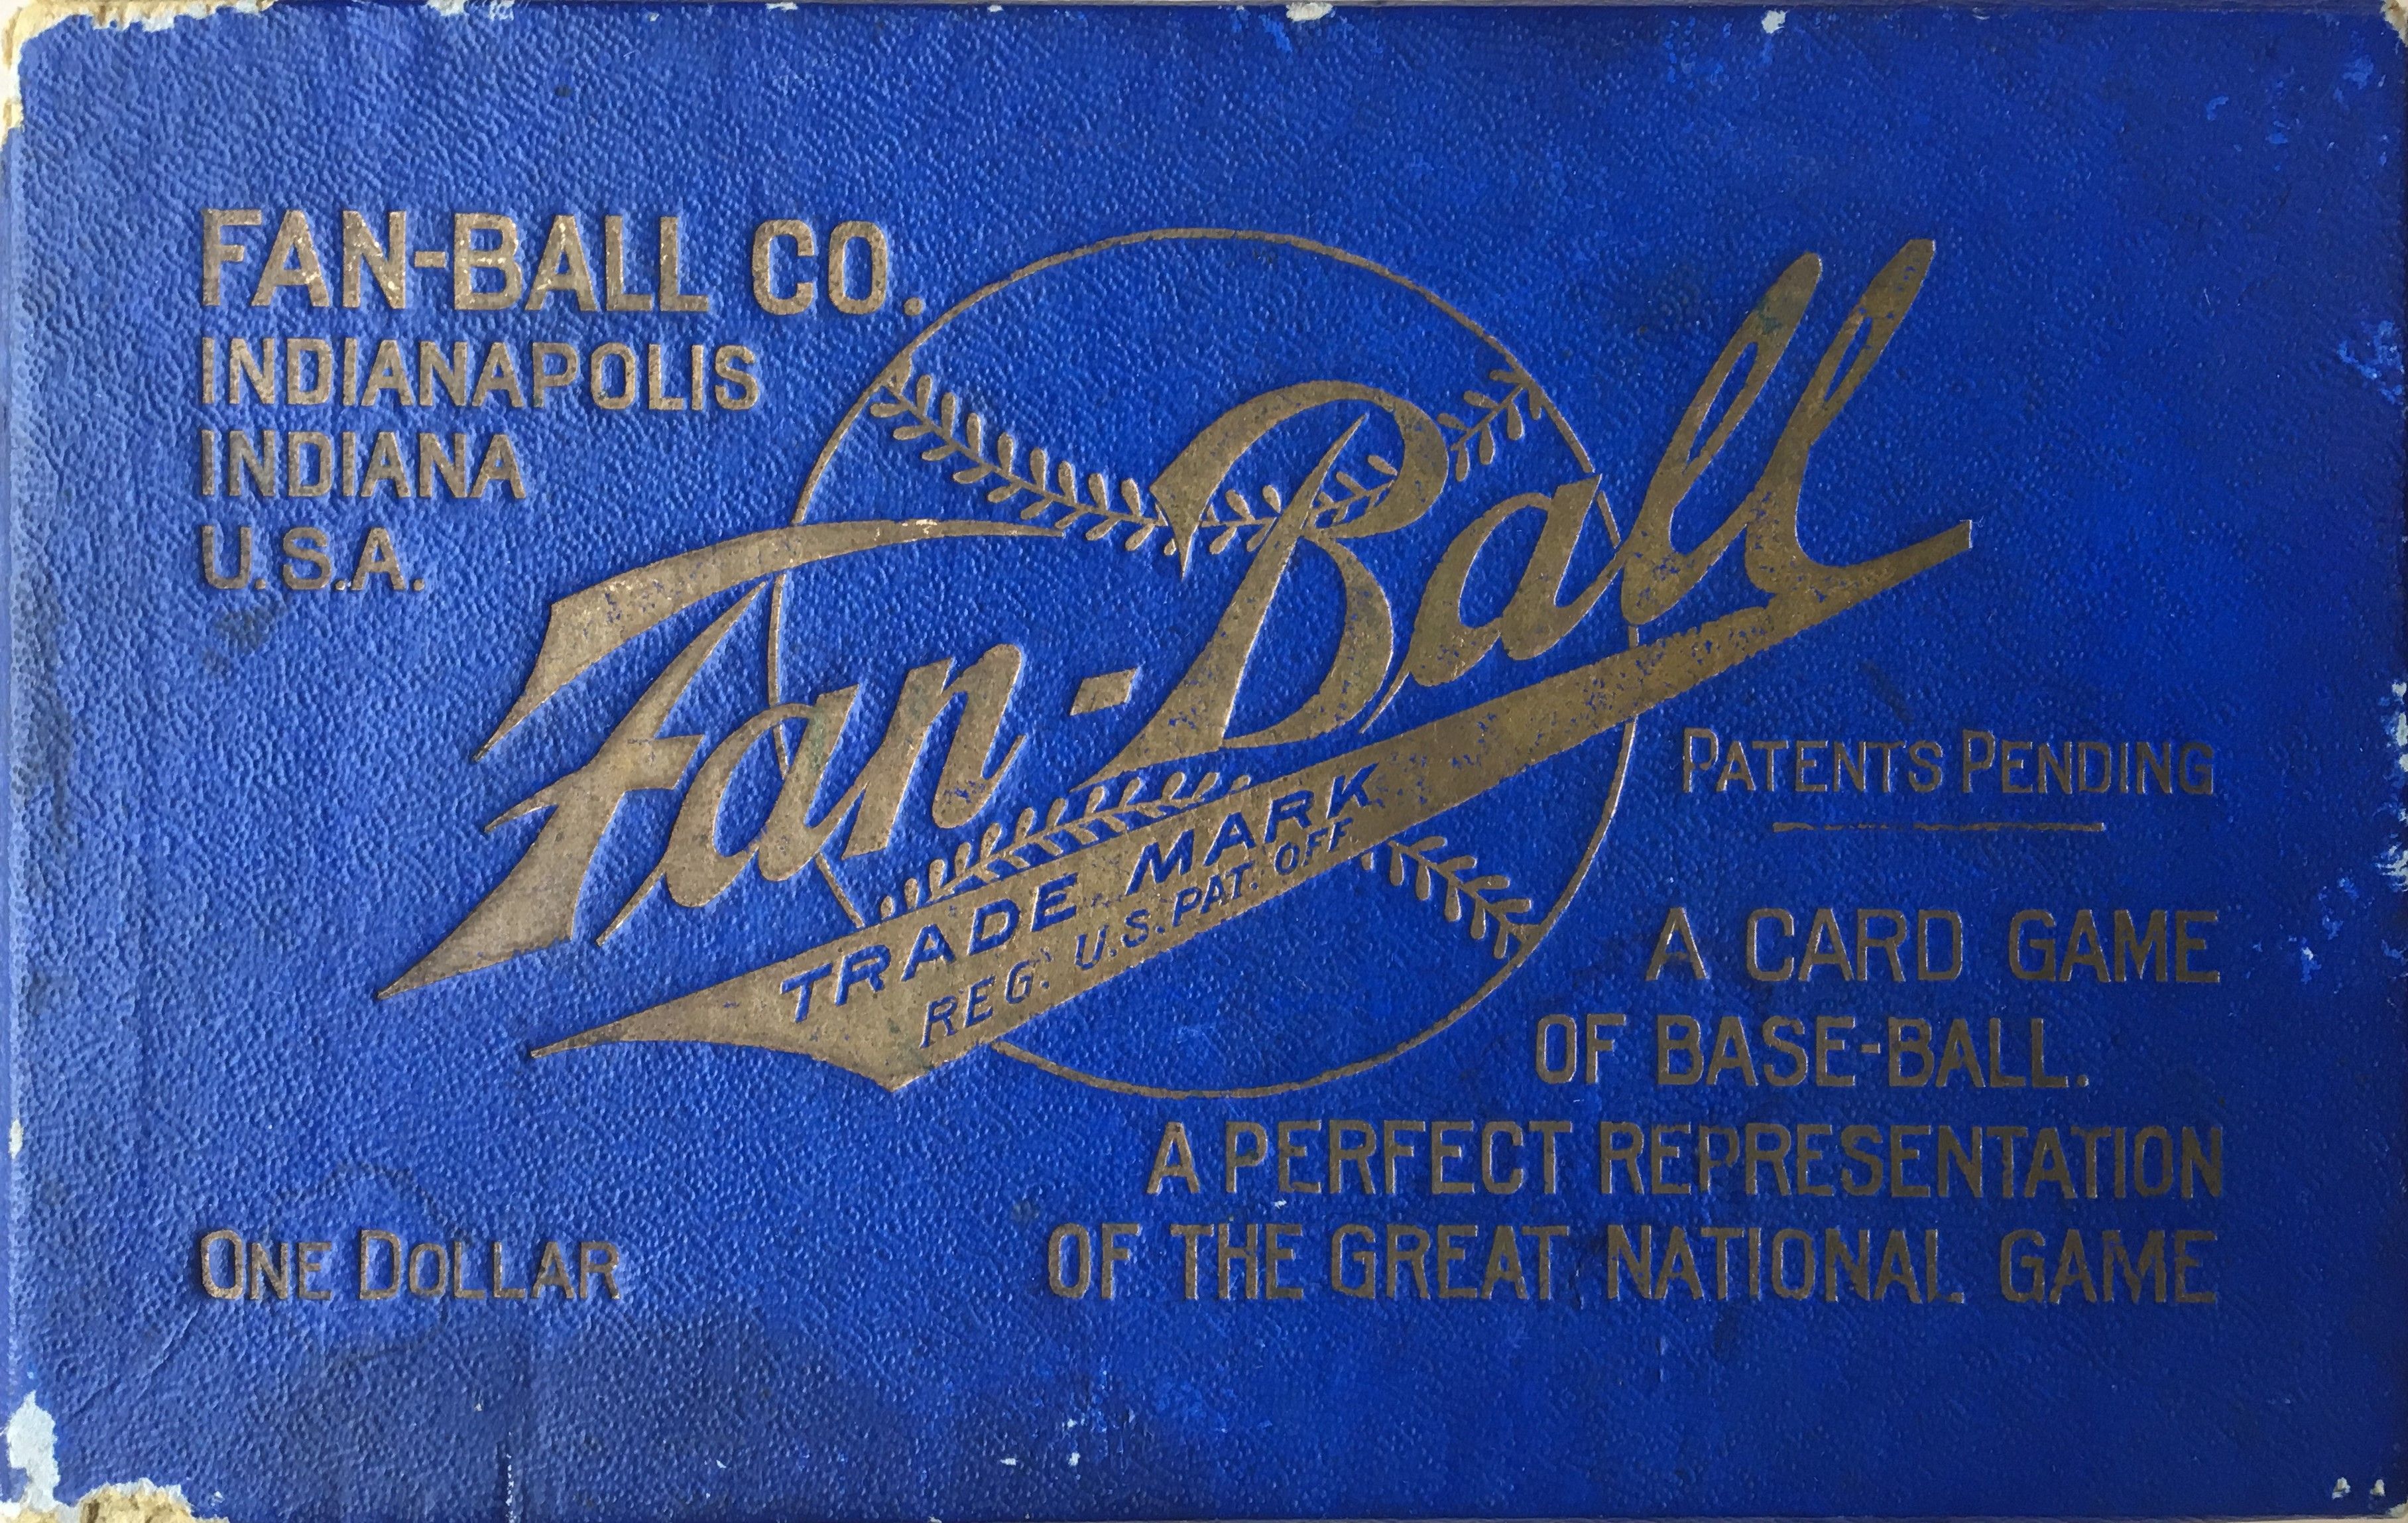 FAN-BALL CO.
INDIANAPOLIS
INDIANA
U.S.A.
Fan-Ball
TRADE MARK
REG. U.S. PAT. OFF.
PATENTS PENDING
A CARD GAME
OF BASE-BALL.
A PERFECT REPRESENTATION
OF THE GREAT NATIONAL GAME
ONE DOLLAR